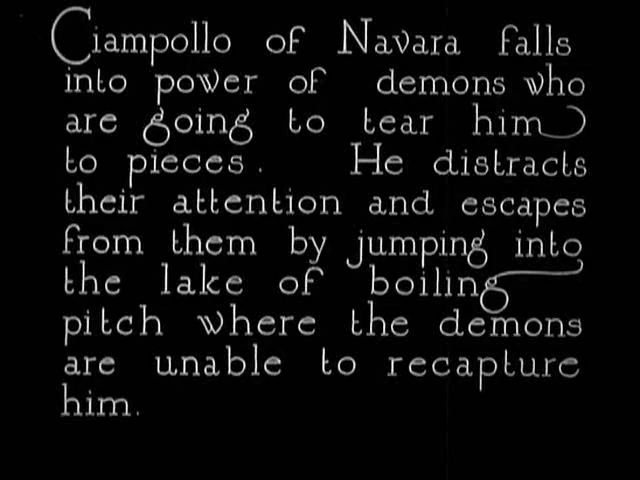 Ciampollo of Navara falls
into power of demons who
are going to tear him
to pieces. He distracts
their attention and escapes
from them by jumping into
the lake of boiling
pitch where the demons
are unable to recapture
him.